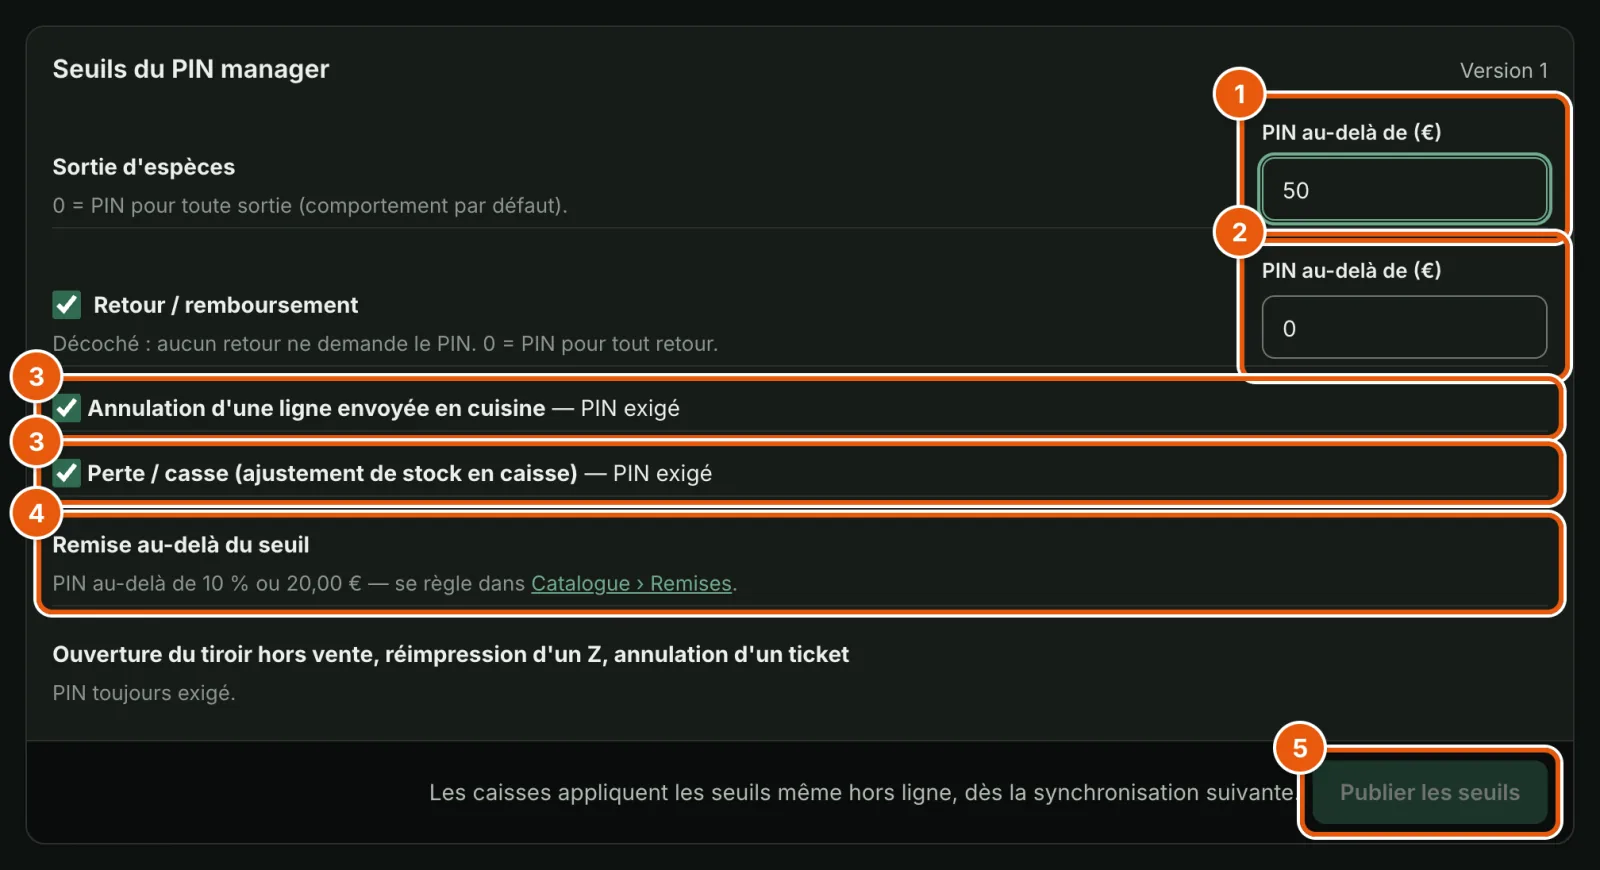 Seuils du PIN manager
Version 1
1
PIN au-delà de (€)
Sortie d'espèces
50
0 = PIN pour toute sortie (comportement par défaut).
2
PIN au-delà de (€)
Retour / remboursement
0
Décoché : aucun retour ne demande le PIN. 0 = PIN pour tout retour.
3
Annulation d'une ligne envoyée en cuisine — PIN exigé
3
Perte / casse (ajustement de stock en caisse) — PIN exigé
4
Remise au-delà du seuil
PIN au-delà de 10 % ou 20,00 € — se règle dans Catalogue › Remises.
Ouverture du tiroir hors vente, réimpression d'un Z, annulation d'un ticket
PIN toujours exigé.
5
Les caisses appliquent les seuils même hors ligne, dès la synchronisation suivante.
Publier les seuils